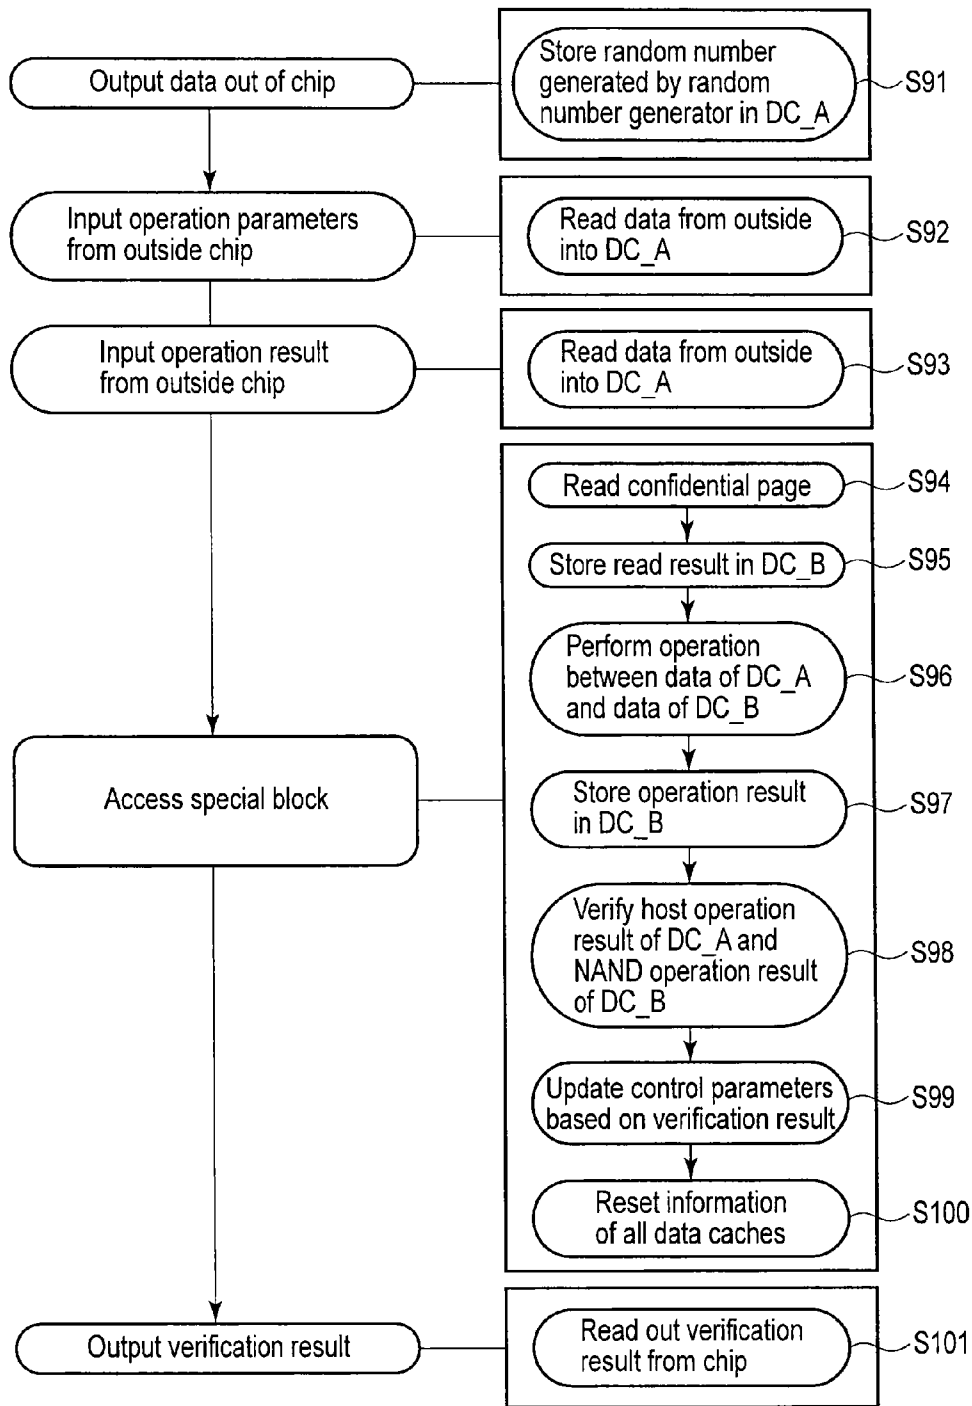 Output data out of chip
Store random number
generated by random
number generator in DC_A
S91
Input operation parameters
from outside chip
Read data from outside
into DC_A
S92
Input operation result
from outside chip
Read data from outside
into DC_A
S93
Read confidential page
S94
Store read result in DC_B
S95
Perform operation
between data of DC_A
and data of DC_B
S96
Access special block
Store operation result
in DC_B
S97
Verify host operation
result of DC_A and
NAND operation result
of DC_B
S98
Update control parameters
based on verification result
S99
Reset information
of all data caches
S100
Output verification result
Read out verification
result from chip
S101